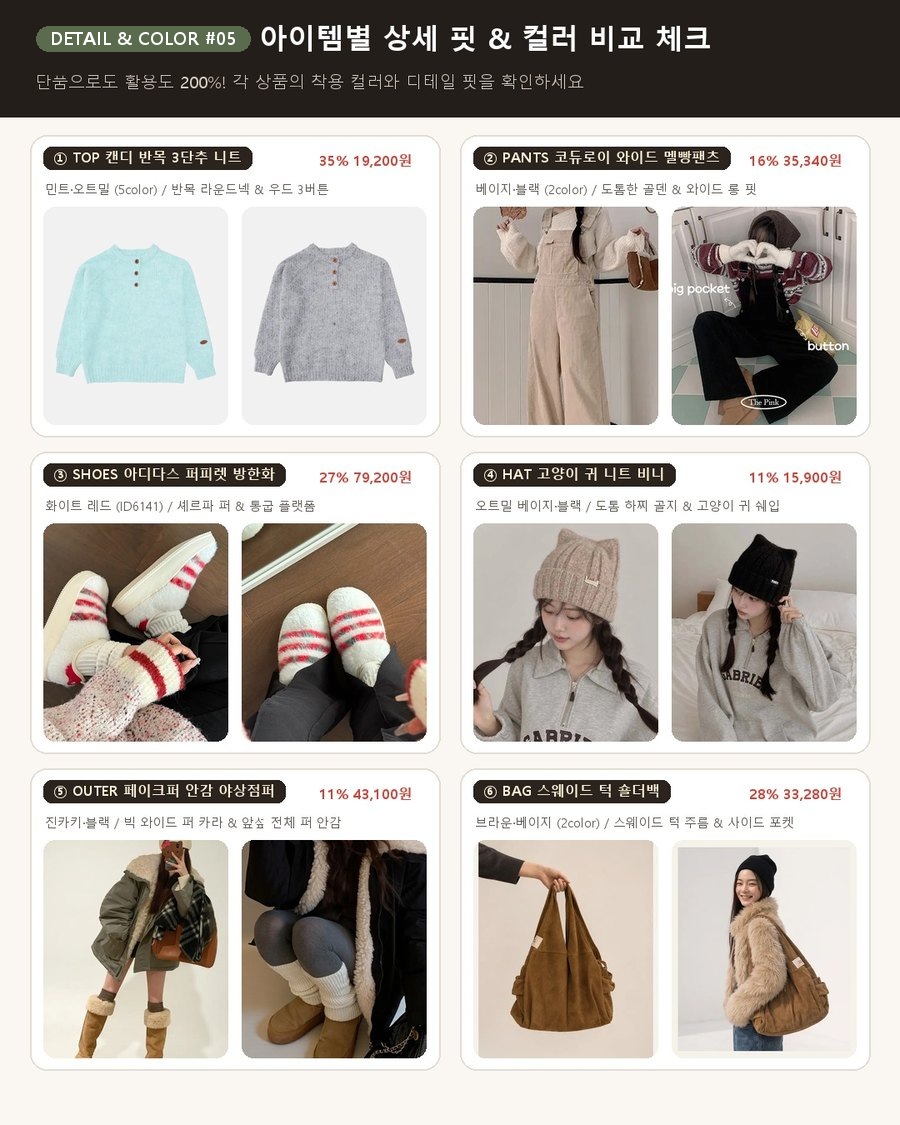 DETAIL & COLOR #05 아이템별 상세 핏 & 컬러 비교 체크
단품으로도 활용도 200%! 각 상품의 착용 컬러와 디테일 핏을 확인하세요
① TOP 캔디 반목 3단추 니트 35% 19,200원
민트·오트밀 (5color) / 반목 라운드넥 & 우드 3버튼
② PANTS 코듀로이 와이드 멜빵팬츠 16% 35,340원
베이지·블랙 (2color) / 도톰한 골덴 & 와이드 롱 핏
big pocket
button
The Pink
③ SHOES 아디다스 퍼피렛 방한화 27% 79,200원
화이트 레드 (ID6141) / 셰르파 퍼 & 통굽 플랫폼
④ HAT 고양이 귀 니트 비니 11% 15,900원
오트밀 베이지·블랙 / 도톰 하찌 골지 & 고양이 귀 쉐입
GABRIE
GABRIE
⑤ OUTER 페이크퍼 안감 야상점퍼 11% 43,100원
진카키·블랙 / 빅 와이드 퍼 카라 & 앞싶 전체 퍼 안감
⑥ BAG 스웨이드 턱 숄더백 28% 33,280원
브라운·베이지 (2color) / 스웨이드 턱 주름 & 사이드 포켓